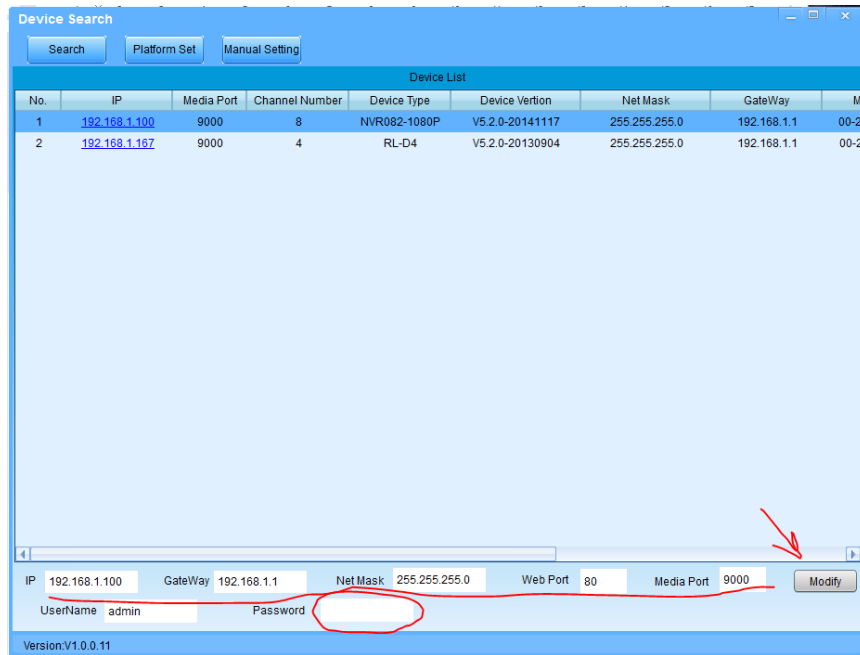 Device Search
Search Platform Set Manual Setting
Device List
No. IP Media Port Channel Number Device Type Device Vertion Net Mask GateWay M
1 192.168.1.100 9000 8 NVR082-1080P V5.2.0-20141117 255.255.255.0 192.168.1.1 00-2
2 192.168.1.167 9000 4 RL-D4 V5.2.0-20130904 255.255.255.0 192.168.1.1 00-2
IP 192.168.1.100 GateWay 192.168.1.1 Net Mask 255.255.255.0 Web Port 80 Media Port 9000 Modify
UserName admin Password
Version:V1.0.0.11